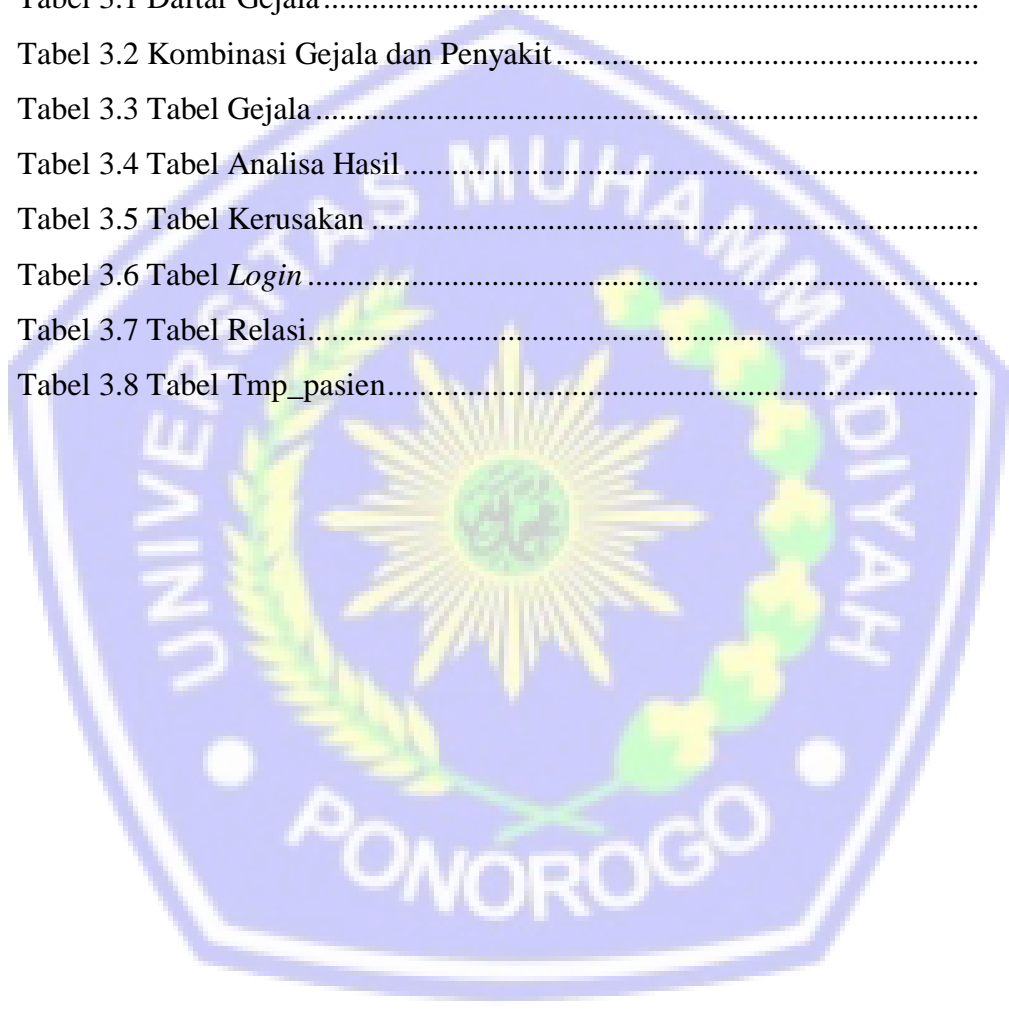 Tabel 3.1 Daftar Gejala................................................................................
Tabel 3.2 Kombinasi Gejala dan Penyakit....................................................
Tabel 3.3 Tabel Gejala.................................................................................
Tabel 3.4 Tabel Analisa Hasil......................................................................
Tabel 3.5 Tabel Kerusakan..........................................................................
Tabel 3.6 Tabel Login..................................................................................
Tabel 3.7 Tabel Relasi..................................................................................
Tabel 3.8 Tabel Tmp_pasien........................................................................
UNIVERSITAS MUHAMMADIYAH
PONOROGO